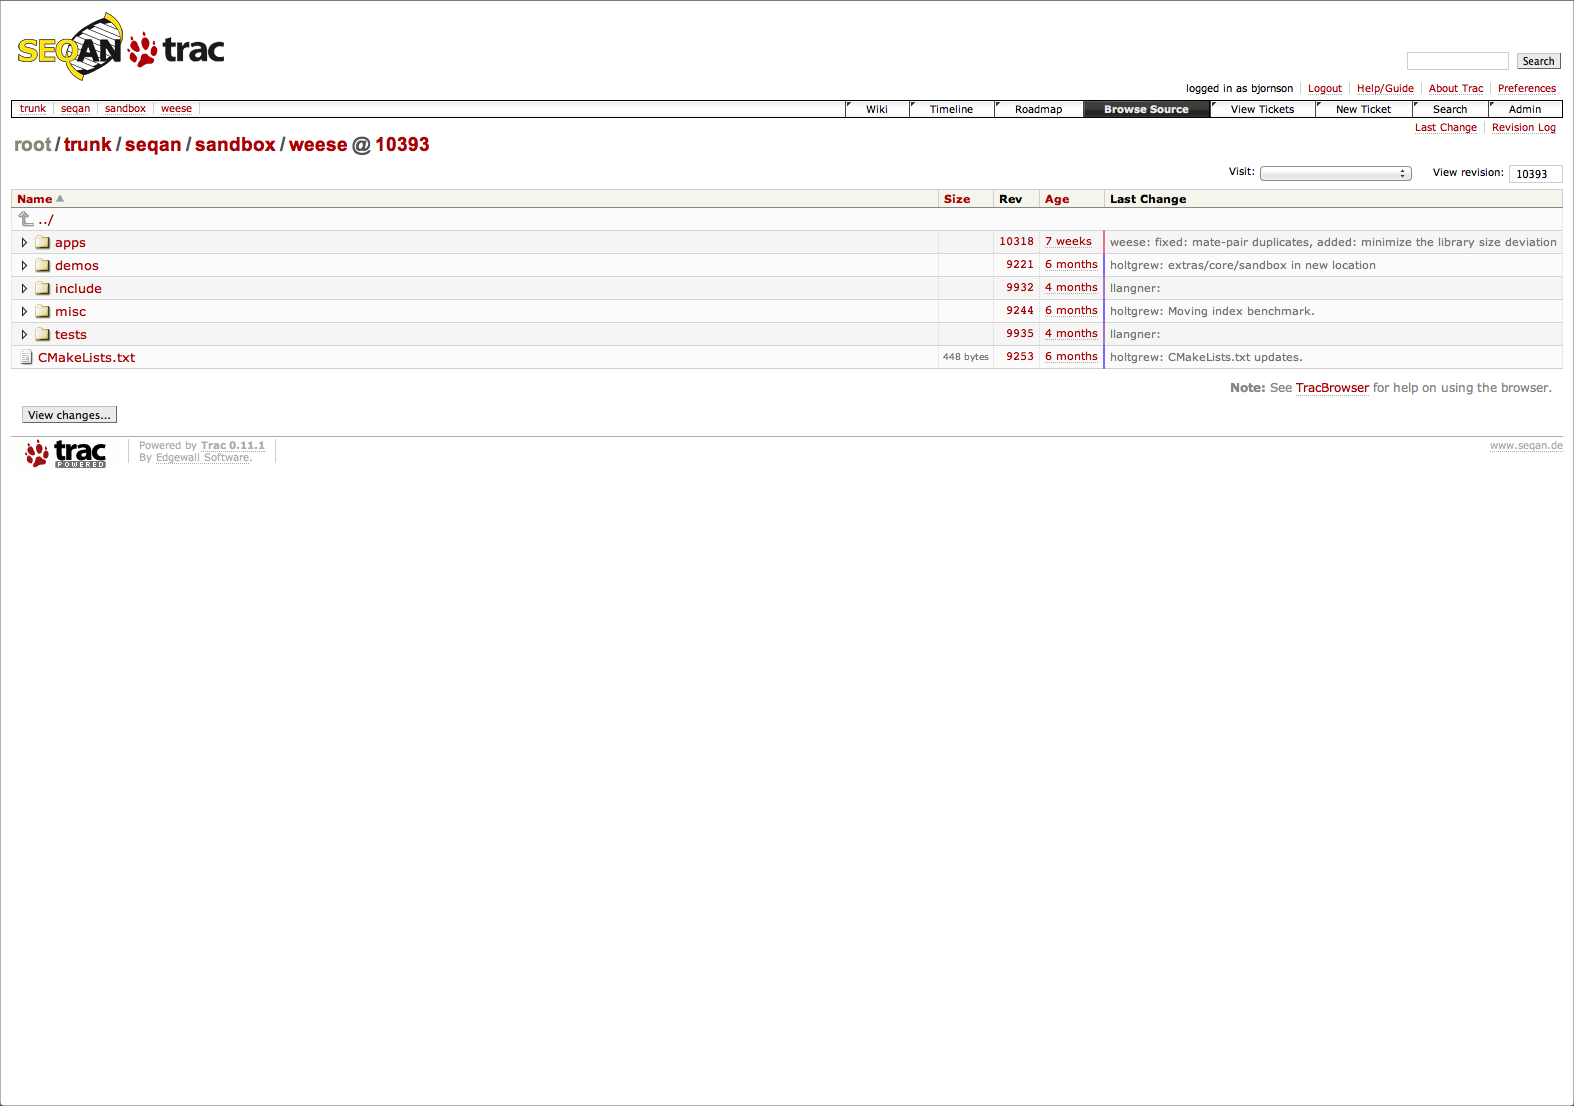 SEQAN trac
Search
logged in as bjornson Logout Help/Guide About Trac Preferences
trunk seqan sandbox weese Wiki Timeline Roadmap Browse Source View Tickets New Ticket Search Admin
Last Change Revision Log
root / trunk / seqan / sandbox / weese @ 10393
Visit: View revision: 10393
Name Size Rev Age Last Change
../
apps 10318 7 weeks weese: fixed: mate-pair duplicates, added: minimize the library size deviation
demos 9221 6 months holtgrew: extras/core/sandbox in new location
include 9932 4 months llangner:
misc 9244 6 months holtgrew: Moving index benchmark.
tests 9935 4 months llangner:
CMakeLists.txt 448 bytes 9253 6 months holtgrew: CMakeLists.txt updates.
Note: See TracBrowser for help on using the browser.
View changes...
trac POWERED
Powered by Trac 0.11.1
By Edgewall Software.
www.seqan.de